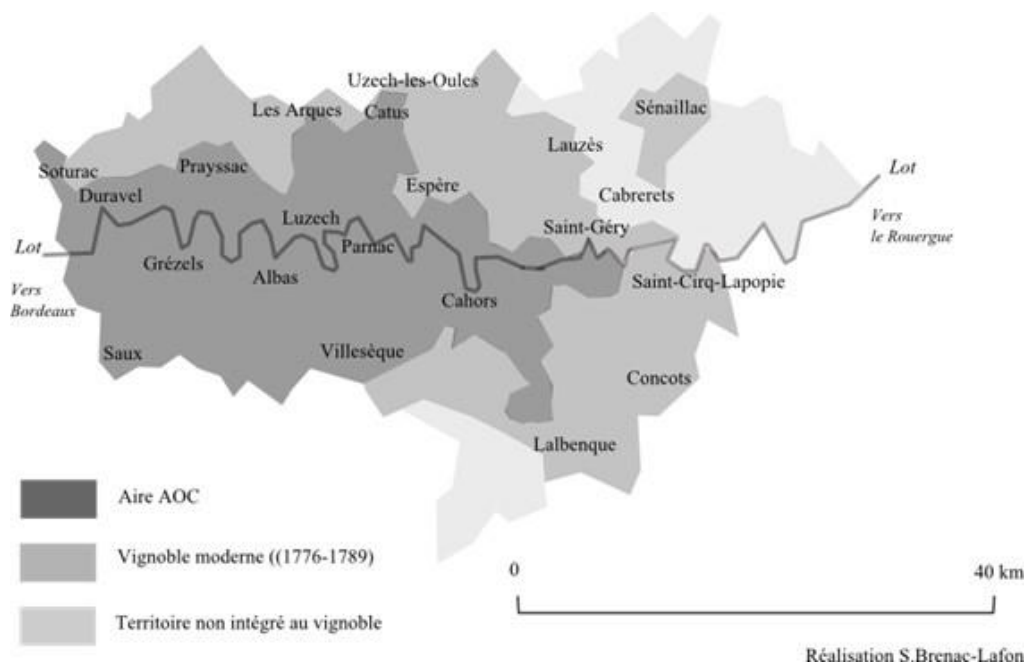 Uzech-les-Oules
Les Arques
Catus
Sénaillac
Lauzès
Soturac
Prayssac
Duravel
Espère
Cabrerets
Lot
Luzech
Saint-Géry
Vers
le Rouergue
Lot
Parnac
Grézels
Albas
Saint-Cirq-Lapopie
Vers
Bordeaux
Cahors
Saux
Villesèque
Concots
Lalbenque
Aire AOC
Vignoble moderne ((1776-1789)
Territoire non intégré au vignoble
0
40 km
Réalisation S.Brenac-Lafon